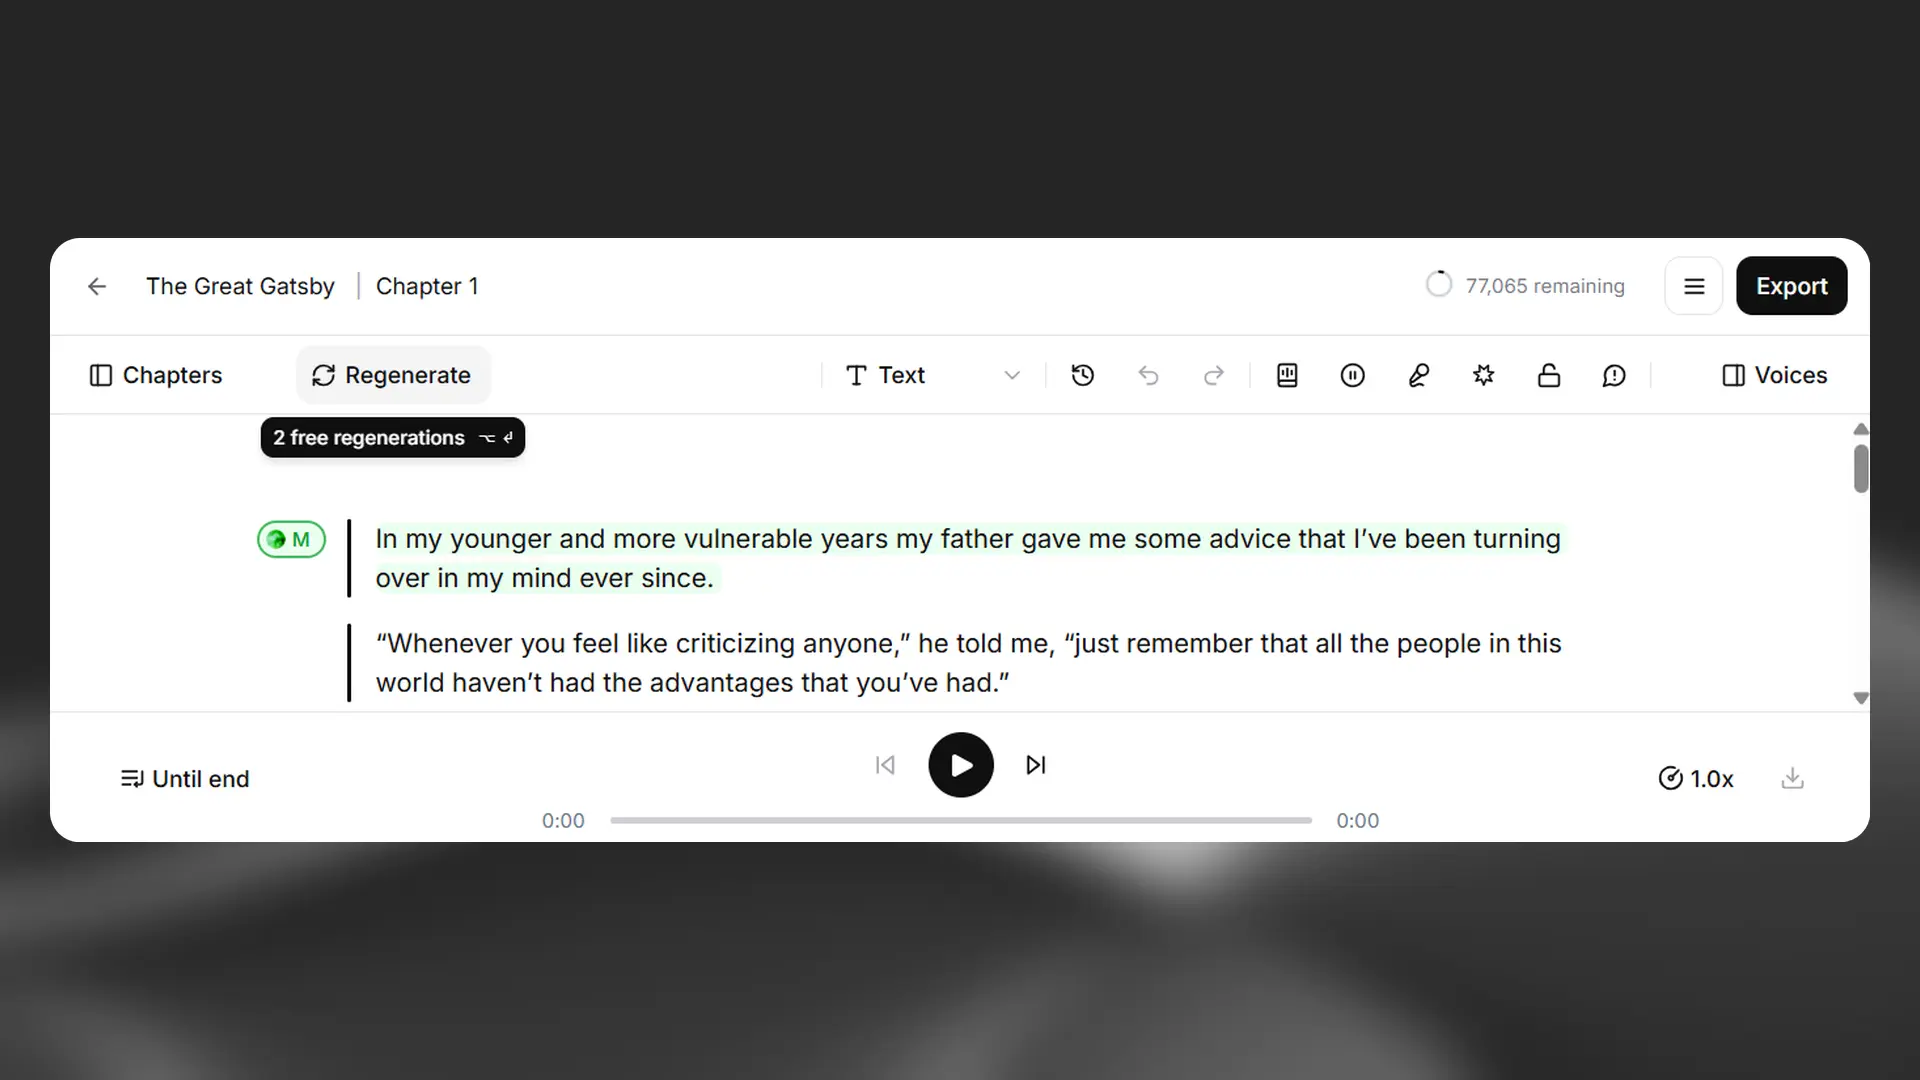 The Great Gatsby | Chapter 1
77,065 remaining
Export
Chapters
Regenerate
Text
Voices
2 free regenerations ⌥ ↲
M
In my younger and more vulnerable years my father gave me some advice that I’ve been turning
over in my mind ever since.
“Whenever you feel like criticizing anyone,” he told me, “just remember that all the people in this
world haven’t had the advantages that you’ve had.”
Until end
1.0x
0:00
0:00